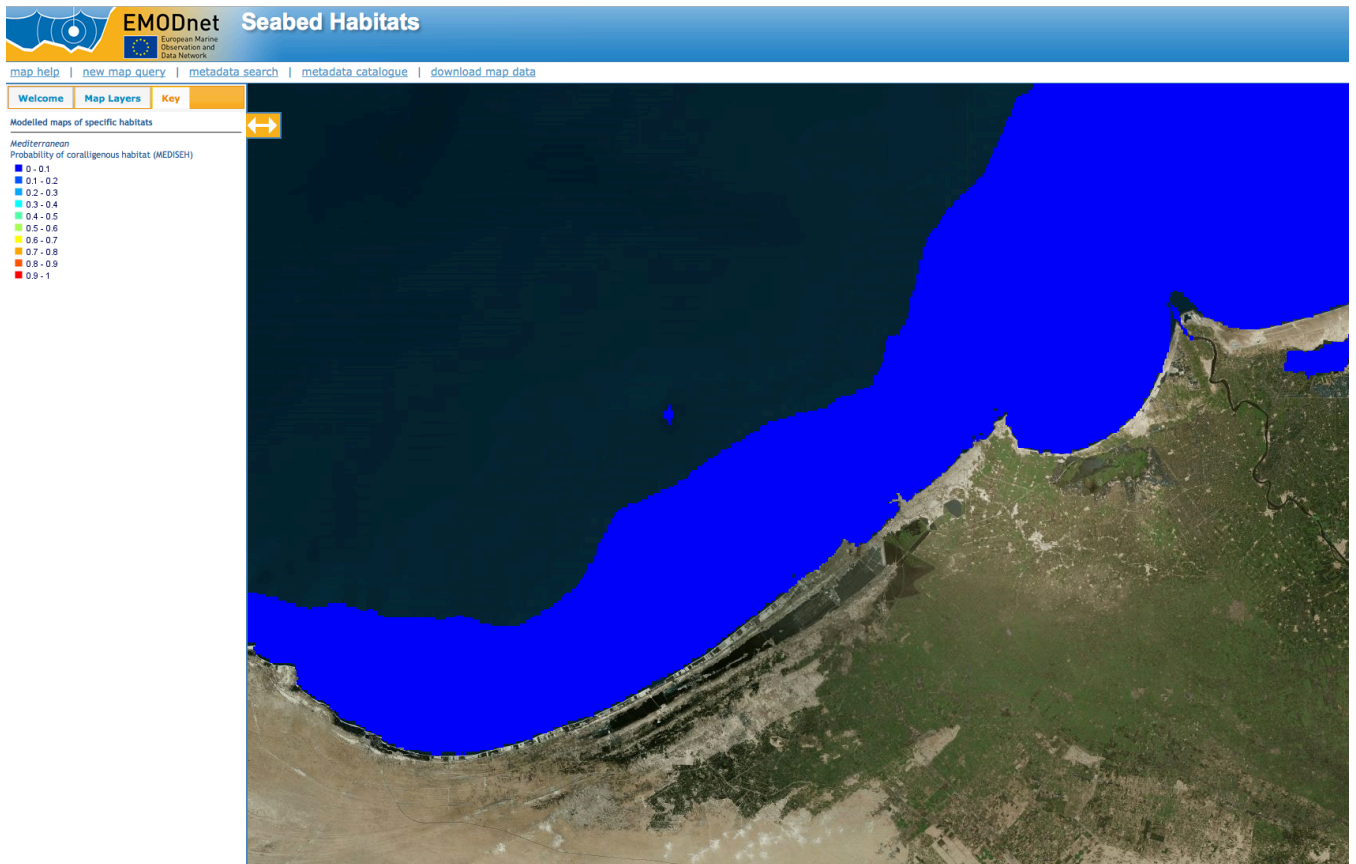 EMODnet
European Marine
Observation and
Data Network
Seabed Habitats
map help | new map query | metadata search | metadata catalogue | download map data
Welcome Map Layers Key
Modelled maps of specific habitats
Mediterranean
Probability of coralligenous habitat (MEDISEH)
0 - 0.1
0.1 - 0.2
0.2 - 0.3
0.3 - 0.4
0.4 - 0.5
0.5 - 0.6
0.6 - 0.7
0.7 - 0.8
0.8 - 0.9
0.9 - 1